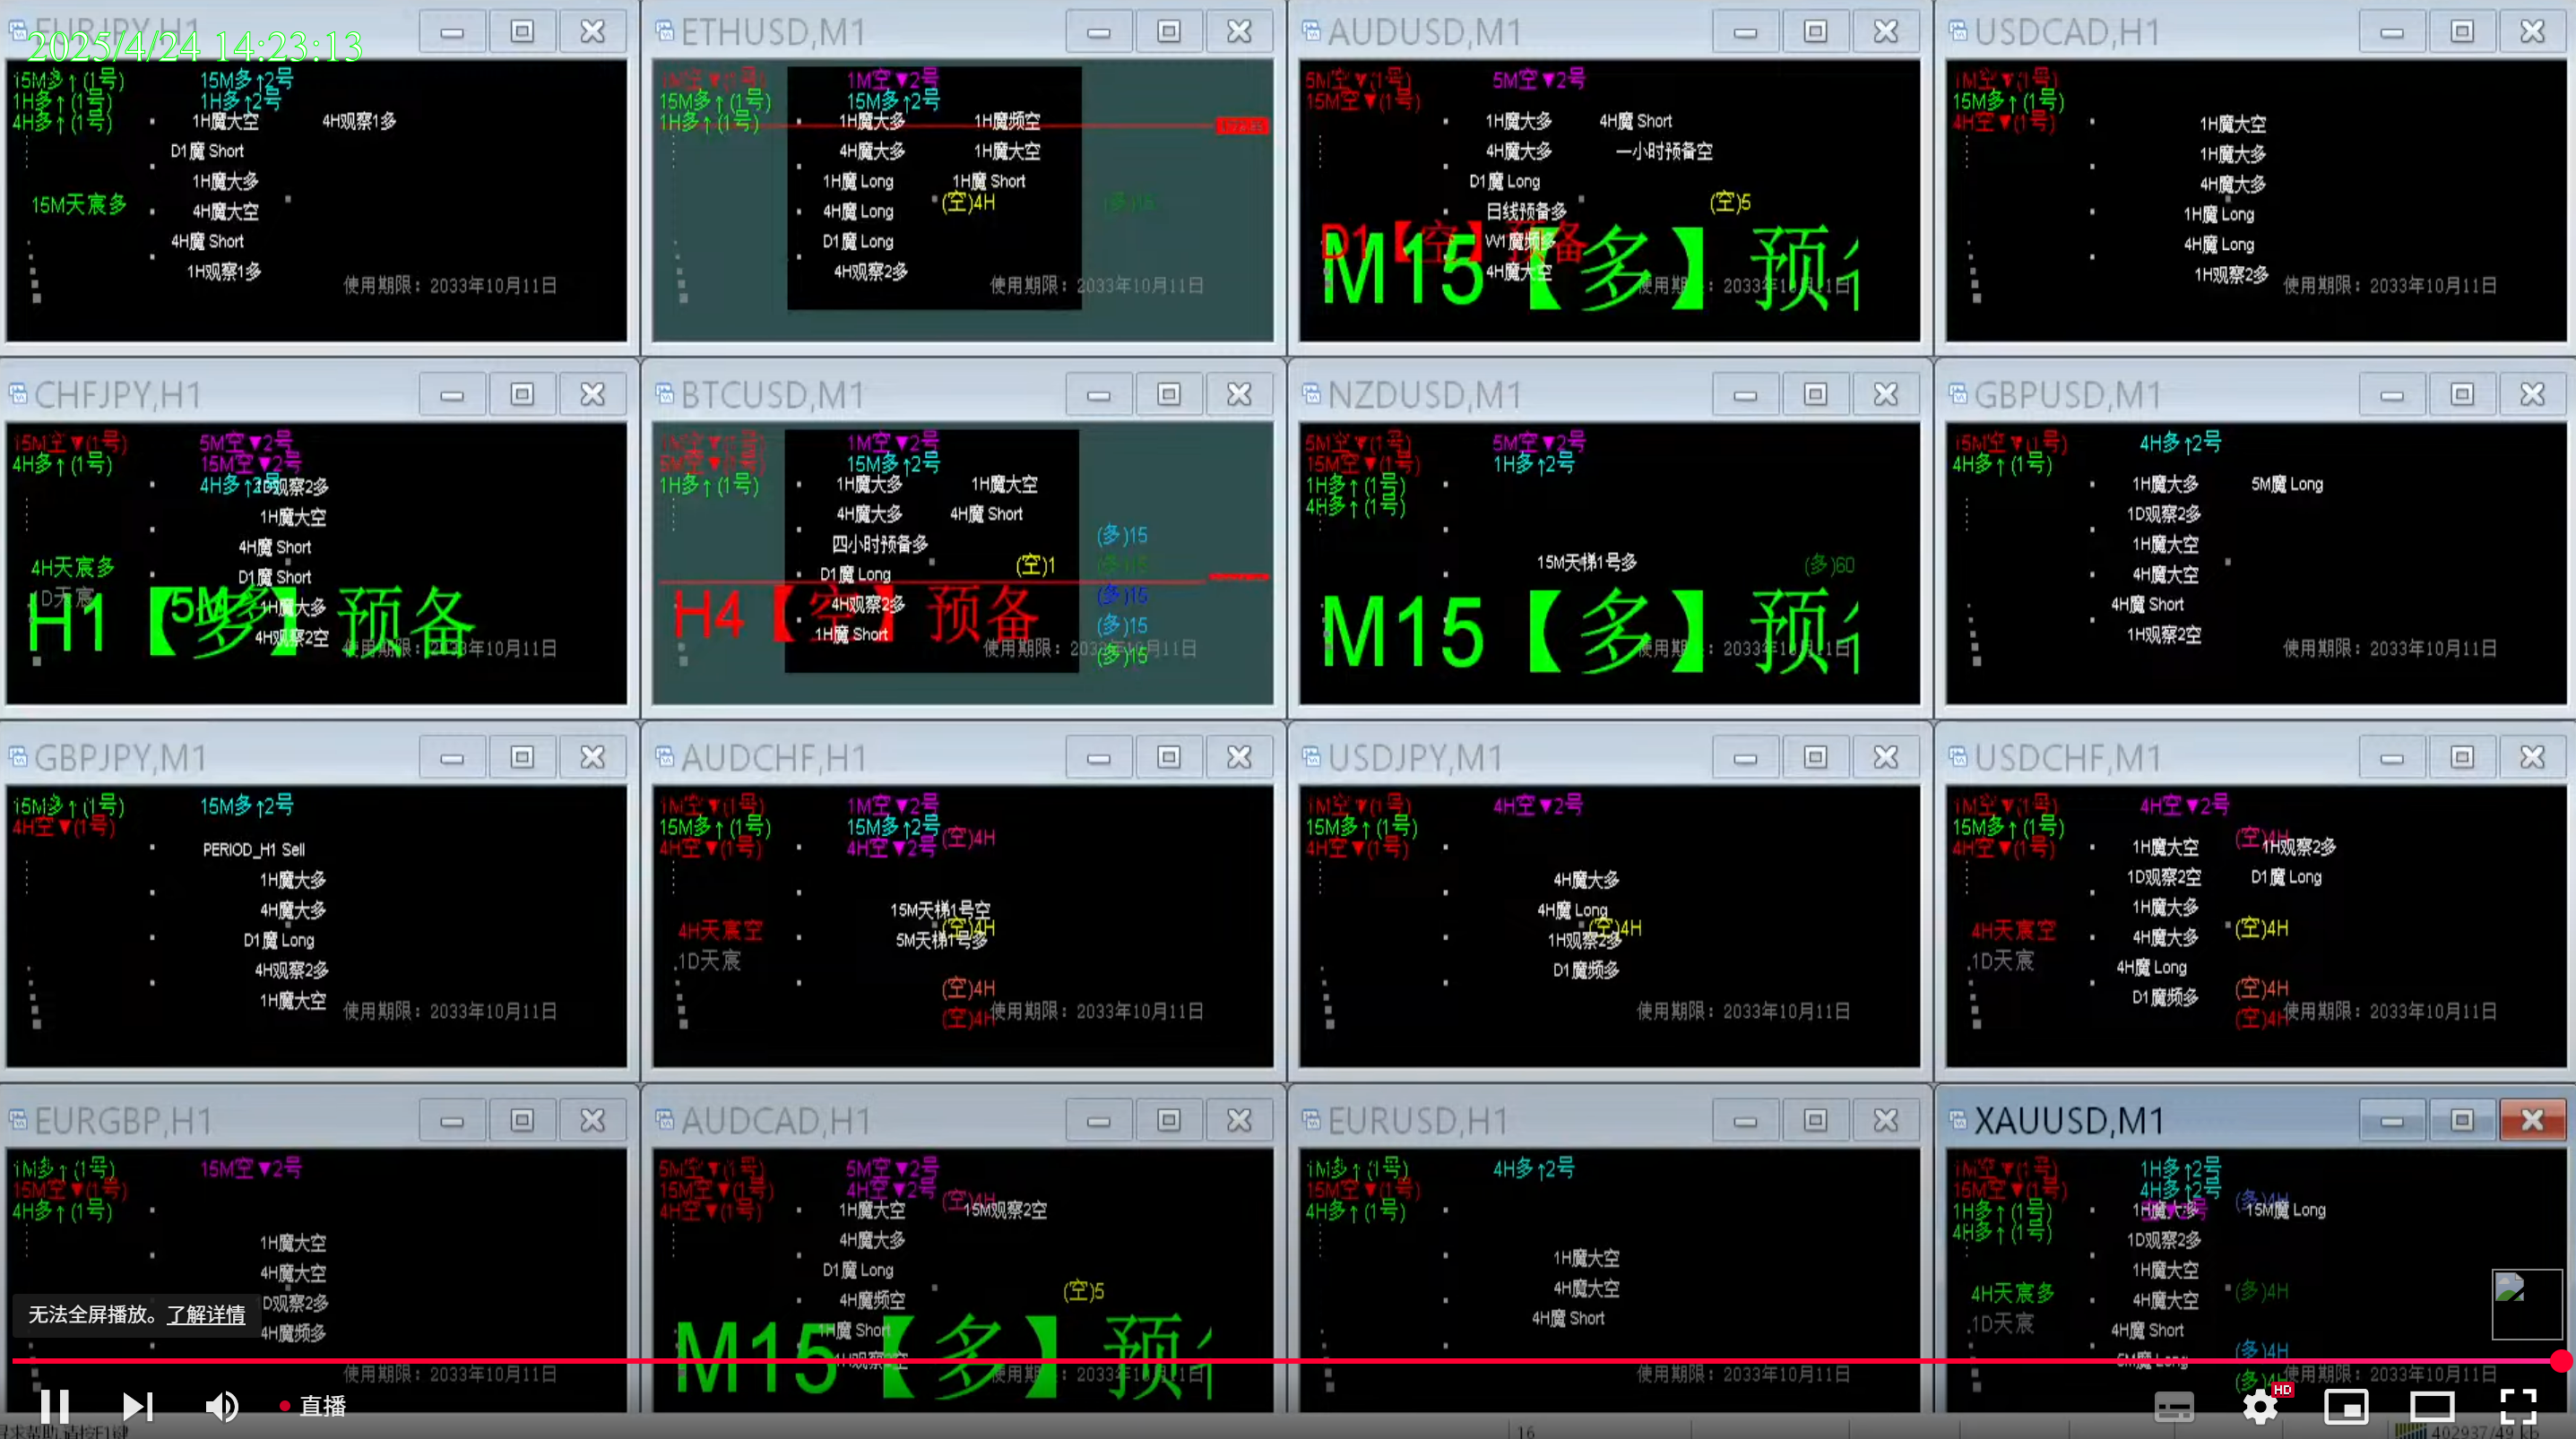 EURJPY,H1
2025/4/24 14:23:13
15M多↑(1号)
15M多↑2号
1H多↑(1号)
1H多↑2号
4H多↑(1号)
1H魔大空
4H观察1多
D1魔 Short
1H魔大多
15M天宸多
4H魔大空
4H魔 Short
1H观察1多
使用期限：2033年10月11日
ETHUSD,M1
1M空▼(1号)
1M空▼2号
15M多↑(1号)
15M多↑2号
1H多↑(1号)
1H魔大多
1H魔频空
4H魔大多
1H魔大空
1H魔 Long
1H魔 Short
(空)4H
(多)15
4H魔 Long
D1魔 Long
4H观察2多
使用期限：2033年10月11日
AUDUSD,M1
5M空▼(1号)
5M空▼2号
15M空▼(1号)
1H魔大多
4H魔 Short
4H魔大多
一小时预备空
D1魔 Long
(空)5
日线预备多
D1【空】预备
W1魔频多
M15【多】预
4H魔大空
使用期限：2033年10月11日
USDCAD,H1
1M空▼(1号)
15M多↑(1号)
4H空▼(1号)
1H魔大空
1H魔大多
4H魔大多
1H魔 Long
4H魔 Long
1H观察2多
使用期限：2033年10月11日
CHFJPY,H1
15M空▼(1号)
5M空▼2号
4H多↑(1号)
15M空▼2号
4H多↑2号
1D观察2多
1H魔大空
4H魔 Short
4H天宸多
D1魔 Short
1D天宸
5M
1H魔大多
H1【多】预备
4H观察2空
使用期限：2033年10月11日
BTCUSD,M1
1M空▼(1号)
1M空▼2号
5M空▼(1号)
15M多↑2号
1H多↑(1号)
1H魔大多
1H魔大空
4H魔大多
4H魔 Short
(多)15
四小时预备多
(空)1
(多)15
D1魔 Long
(多)15
4H观察2多
H4【空】预备
(多)15
1H魔 Short
(多)15
使用期限：2033年10月11日
NZDUSD,M1
5M空▼(1号)
5M空▼2号
15M空▼(1号)
1H多↑2号
1H多↑(1号)
4H多↑(1号)
15M天梯1号多
(多)60
M15【多】预
使用期限：2033年10月11日
GBPUSD,M1
15M空▼(1号)
4H多↑2号
4H多↑(1号)
1H魔大多
5M魔 Long
1D观察2多
1H魔大空
4H魔大空
4H魔 Short
1H观察2空
使用期限：2033年10月11日
GBPJPY,M1
15M多↑(1号)
15M多↑2号
4H空▼(1号)
PERIOD_H1 Sell
1H魔大多
4H魔大多
D1魔 Long
4H观察2多
1H魔大空
使用期限：2033年10月11日
AUDCHF,H1
1M空▼(1号)
1M空▼2号
15M多↑(1号)
15M多↑2号
(空)4H
4H空▼(1号)
4H空▼2号
15M天梯1号空
4H天宸空
(空)4H
5M天梯1号多
.1D天宸
(空)4H
(空)4H
使用期限：2033年10月11日
USDJPY,M1
1M空▼(1号)
4H空▼2号
15M多↑(1号)
4H空▼(1号)
4H魔大多
4H魔 Long
(空)4H
1H观察2多
D1魔频多
使用期限：2033年10月11日
USDCHF,M1
1M空▼(1号)
4H空▼2号
15M多↑(1号)
(空)4H
4H空▼(1号)
1H魔大空
1H观察2多
1D观察2空
D1魔 Long
1H魔大多
4H天宸空
(空)4H
4H魔大多
.1D天宸
4H魔 Long
(空)4H
D1魔频多
(空)4H
使用期限：2033年10月11日
EURGBP,H1
1M多↑(1号)
15M空▼2号
15M空▼(1号)
4H多↑(1号)
1H魔大空
4H魔大空
D观察2多
4H魔频多
使用期限：2033年10月11日
无法全屏播放。了解详情
AUDCAD,H1
5M空▼(1号)
5M空▼2号
15M空▼(1号)
4H空▼2号
(空)4H
4H空▼(1号)
1H魔大空
15M观察2空
4H魔大多
D1魔 Long
(空)5
4H魔频空
1H魔 Short
M15【多】预
使用期限：2033年10月11日
EURUSD,H1
1M多↑(1号)
4H多↑2号
15M空▼(1号)
4H多↑(1号)
1H魔大空
4H魔大空
4H魔 Short
使用期限：2033年10月11日
XAUUSD,M1
1M空▼(1号)
1H多↑2号
15M空▼(1号)
4H多↑2号
(多)4H
1H多↑(1号)
1H魔大多
15M魔 Long
4H多↑(1号)
1D观察2多
1H魔大空
4H天宸多
(多)4H
4H魔大空
.1D天宸
4H魔 Short
(多)4H
5M魔 Long
使用期限：2033年10月11日
直播
HD
16
402937/49 kb